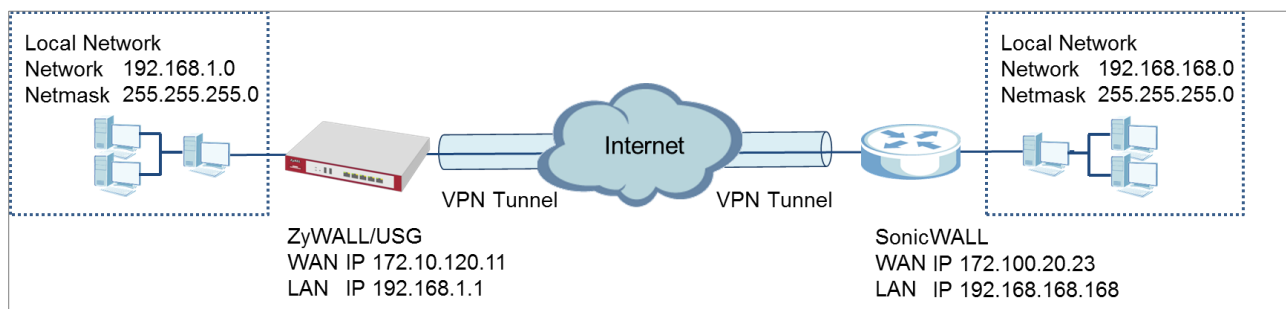 Local Network
Network 192.168.1.0
Netmask 255.255.255.0
Local Network
Network 192.168.168.0
Netmask 255.255.255.0
Internet
VPN Tunnel
VPN Tunnel
ZyWALL/USG
WAN IP 172.10.120.11
LAN IP 192.168.1.1
SonicWALL
WAN IP 172.100.20.23
LAN IP 192.168.168.168